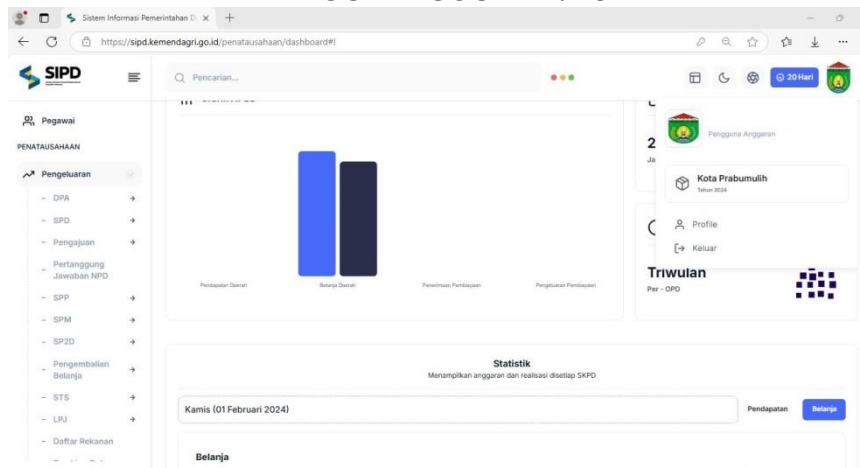 Sistem Informasi Pemerintahan D
https://sipd.kemendagri.go.id/penatausahaan/dashboard#!
SIPD
Pencarian...
20 Hari
Pegawai
PENATAUSAHAAN
Pengeluaran
- DPA
- SPD
- Pengajuan
- Pertanggung
Jawaban NPD
- SPP
- SPM
- SP2D
- Pengembalian
Belanja
- STS
- LPJ
- Daftar Rekanan
Pendapatan Daerah
Belanja Daerah
Penerimaan Pembiayaan
Pengeluaran Pembiayaan
2
Ja
Pengguna Anggaran
Kota Prabumulih
Tahun 2024
Profile
Keluar
Triwulan
Per - OPD
Statistik
Menampilkan anggaran dan realisasi disetiap SKPD
Kamis (01 Februari 2024)
Pendapatan
Belanja
Belanja